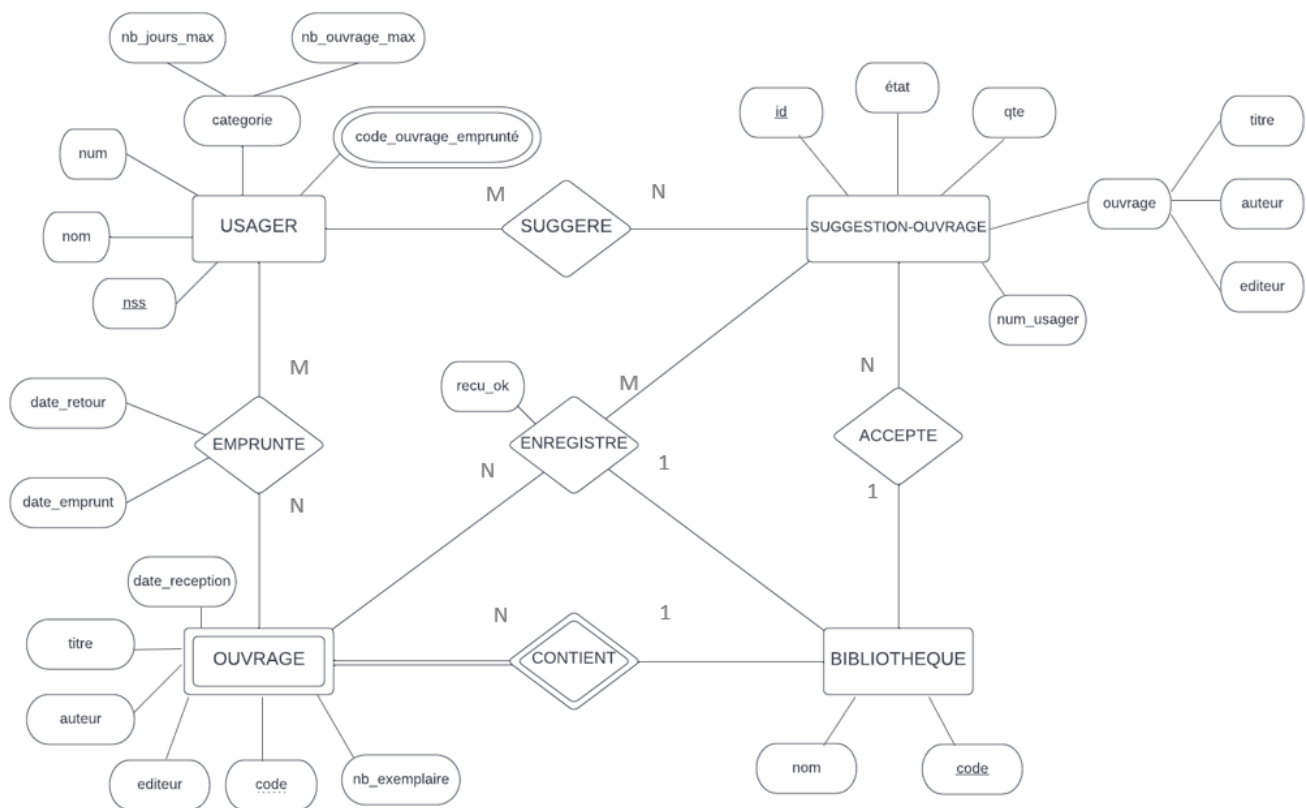 nb_jours_max
nb_ouvrage_max
categorie
code_ouvrage_emprunté
num
nom
nss
USAGER
M
SUGGERE
N
id
état
qte
SUGGESTION-OUVRAGE
ouvrage
titre
auteur
editeur
num_usager
M
date_retour
EMPRUNTE
date_emprunt
N
recu_ok
M
ENREGISTRE
N
1
N
ACCEPTE
1
date_reception
titre
auteur
OUVRAGE
N
CONTIENT
1
BIBLIOTHEQUE
editeur
code
nb_exemplaire
nom
code